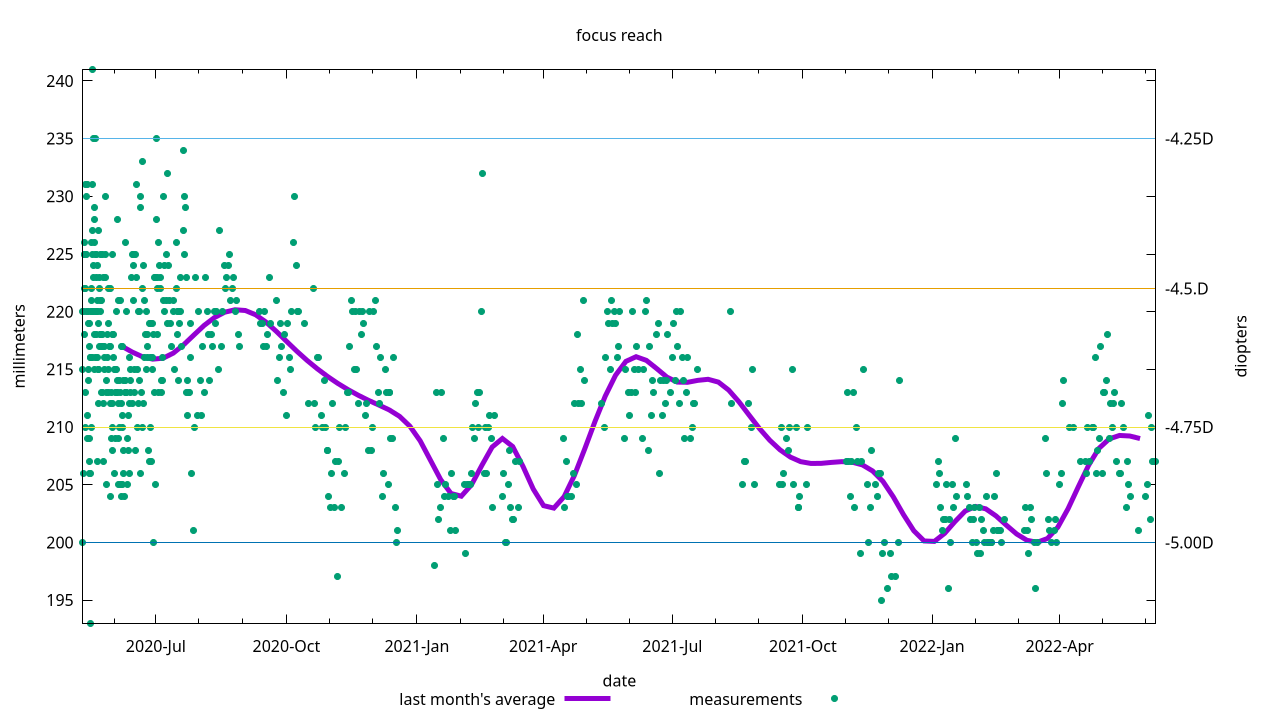 focus reach
240
235
230
225
220
215
210
205
200
195
millimeters
-4.25D
-4.5.D
-4.75D
-5.00D
diopters
2020-Jul 2020-Oct 2021-Jan 2021-Apr 2021-Jul 2021-Oct 2022-Jan 2022-Apr
date
last month's average measurements